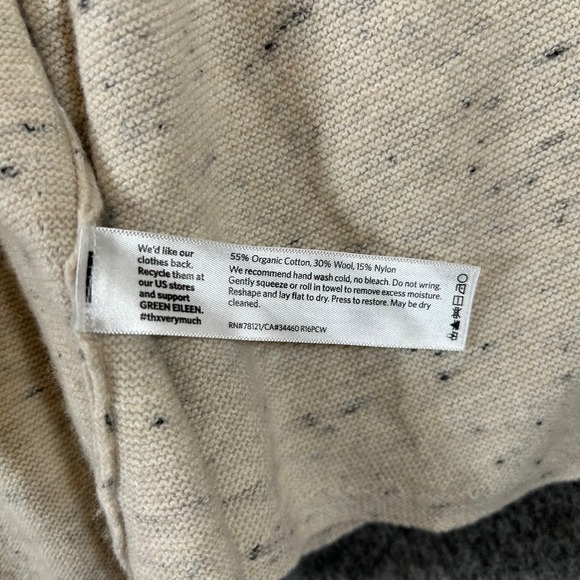 We'd like our
clothes back.
Recycle them at
our US stores
and support
GREEN EILEEN.
#thxverymuch
55% Organic Cotton, 30% Wool, 15% Nylon
We recommend hand wash cold, no bleach. Do not wring.
Gently squeeze or roll in towel to remove excess moisture.
Reshape and lay flat to dry. Press to restore. May be dry
cleaned.
RN#78121/CA#34460 R16PCW